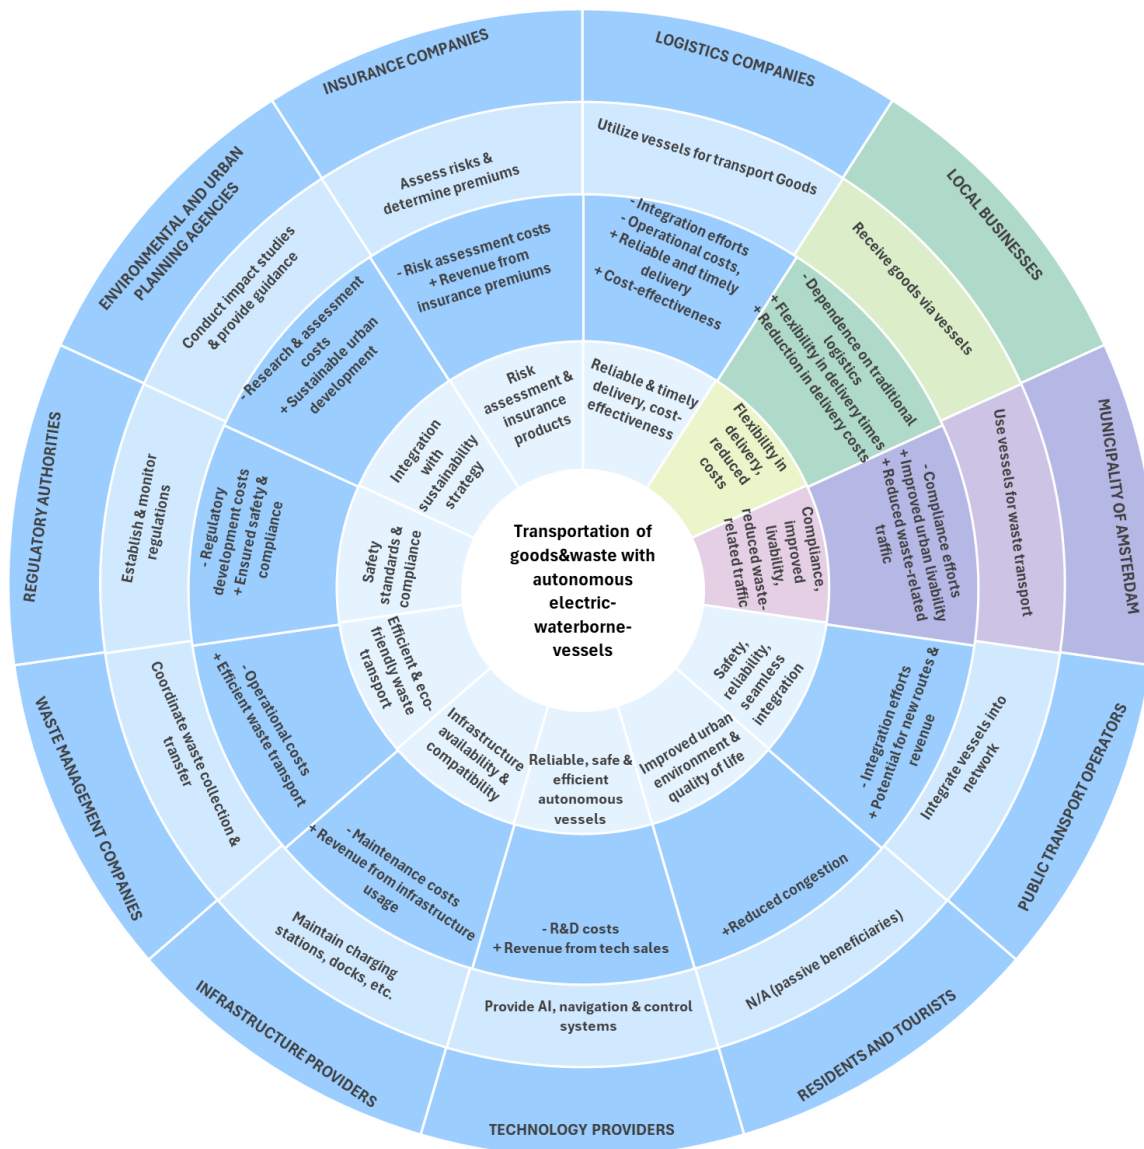 INSURANCE COMPANIES
LOGISTICS COMPANIES
LOCAL BUSINESSES
MUNICIPALITY OF AMSTERDAM
PUBLIC TRANSPORT OPERATORS
RESIDENTS AND TOURISTS
TECHNOLOGY PROVIDERS
INFRASTRUCTURE PROVIDERS
WASTE MANAGEMENT COMPANIES
REGULATORY AUTHORITIES
ENVIRONMENTAL AND URBAN
PLANNING AGENCIES
Assess risks &
determine premiums
Utilize vessels for transport Goods
Receive goods via vessels
Use vessels for waste transport
Integrate vessels into
network
N/A (passive beneficiaries)
Provide AI, navigation & control
systems
Maintain charging
stations, docks, etc.
Coordinate waste collection &
transfer
Establish & monitor
regulations
Conduct impact studies
& provide guidance
- Risk assessment costs
+ Revenue from
insurance premiums
- Integration efforts
- Operational costs,
+ Reliable and timely
delivery
+ Cost-effectiveness
- Dependence on traditional
logistics
+ Flexibility in delivery times
+ Reduction in delivery costs
- Compliance efforts
+ Improved urban livability
+ Reduced waste-related
traffic
- Integration efforts
+ Potential for new routes &
revenue
+Reduced congestion
- R&D costs
+ Revenue from tech sales
- Maintenance costs
+ Revenue from infrastructure
usage
- Operational costs
+ Efficient waste transport
- Regulatory
development costs
+ Ensured safety &
compliance
- Research & assessment
costs
+ Sustainable urban
development
Risk
assessment &
insurance
products
Reliable & timely
delivery, cost-
effectiveness
Flexibility in
delivery,
reduced
costs
Compliance,
improved
livability,
reduced waste-
related traffic
Safety,
reliability,
seamless
integration
Improved urban
environment &
quality of life
Reliable, safe &
efficient
autonomous
vessels
Infrastructure
availability &
compatibility
Efficient & eco-
friendly waste
transport
Safety
standards &
compliance
Integration
with
sustainability
strategy
Transportation of
goods&waste with
autonomous
electric-
waterborne-
vessels